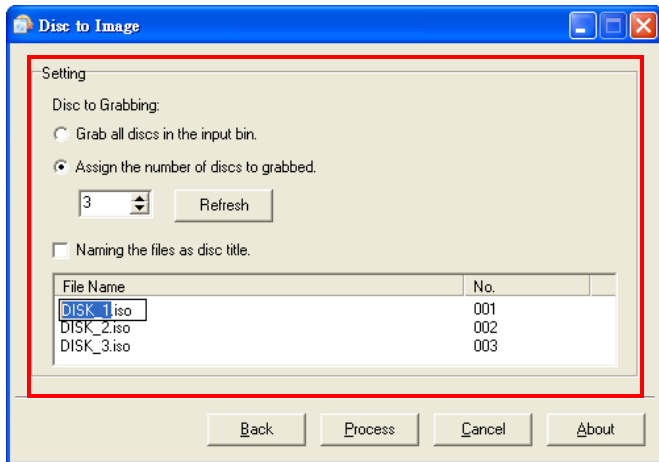 Disc to Image
Setting
Disc to Grabbing:
Grab all discs in the input bin.
Assign the number of discs to grabbed.
3 Refresh
Naming the files as disc title.
File Name No.
DISK_1.iso 001
DISK_2.iso 002
DISK_3.iso 003
Back Process Cancel About